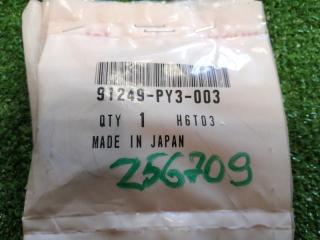 91249-PY3-003
QTY 1 H6T03
MADE IN JAPAN
256709